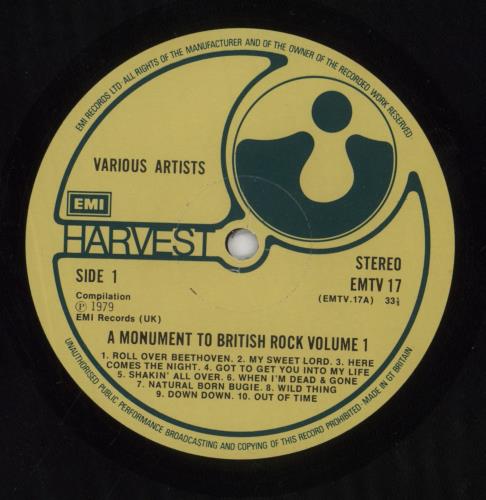 EMI RECORDS LTD· ALL RIGHTS OF THE MANUFACTURER AND OF THE OWNER OF THE RECORDED WORK RESERVED·
VARIOUS ARTISTS
EMI
HARVEST
SIDE 1
STEREO
EMTV 17
(EMTV.17A) 33⅓
Compilation
Ⓟ 1979
EMI Records (UK)
A MONUMENT TO BRITISH ROCK VOLUME 1
1. ROLL OVER BEETHOVEN. 2. MY SWEET LORD. 3. HERE
COMES THE NIGHT. 4. GOT TO GET YOU INTO MY LIFE
5. SHAKIN' ALL OVER. 6. WHEN I'M DEAD & GONE
7. NATURAL BORN BUGIE. 8. WILD THING
9. DOWN DOWN. 10. OUT OF TIME
UNAUTHORISED PUBLIC PERFORMANCE BROADCASTING AND COPYING OF THIS RECORD PROHIBITED· MADE IN GT BRITAIN